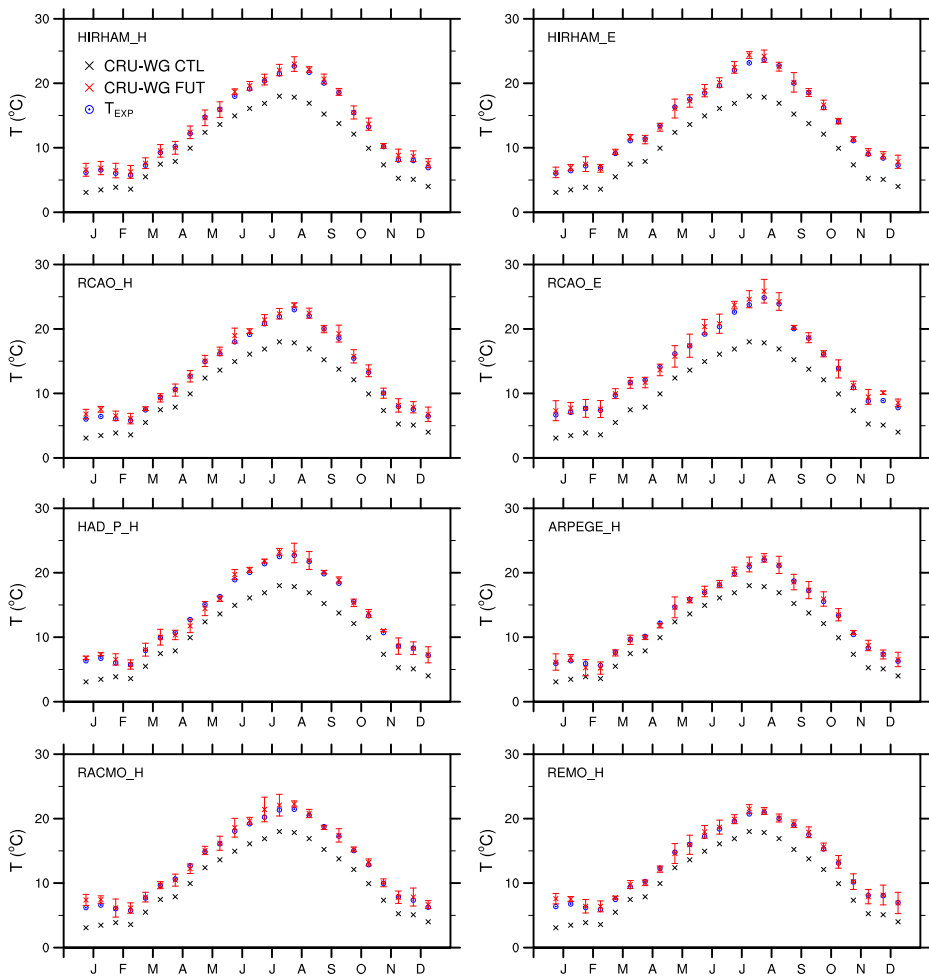 HIRHAM_H
× CRU-WG CTL
× CRU-WG FUT
T_EXP
T (°C)
30
20
10
0
J F M A M J J A S O N D
HIRHAM_E
T (°C)
30
20
10
0
J F M A M J J A S O N D
RCAO_H
T (°C)
30
20
10
0
J F M A M J J A S O N D
RCAO_E
T (°C)
30
20
10
0
J F M A M J J A S O N D
HAD_P_H
T (°C)
30
20
10
0
J F M A M J J A S O N D
ARPEGE_H
T (°C)
30
20
10
0
J F M A M J J A S O N D
RACMO_H
T (°C)
30
20
10
0
J F M A M J J A S O N D
REMO_H
T (°C)
30
20
10
0
J F M A M J J A S O N D